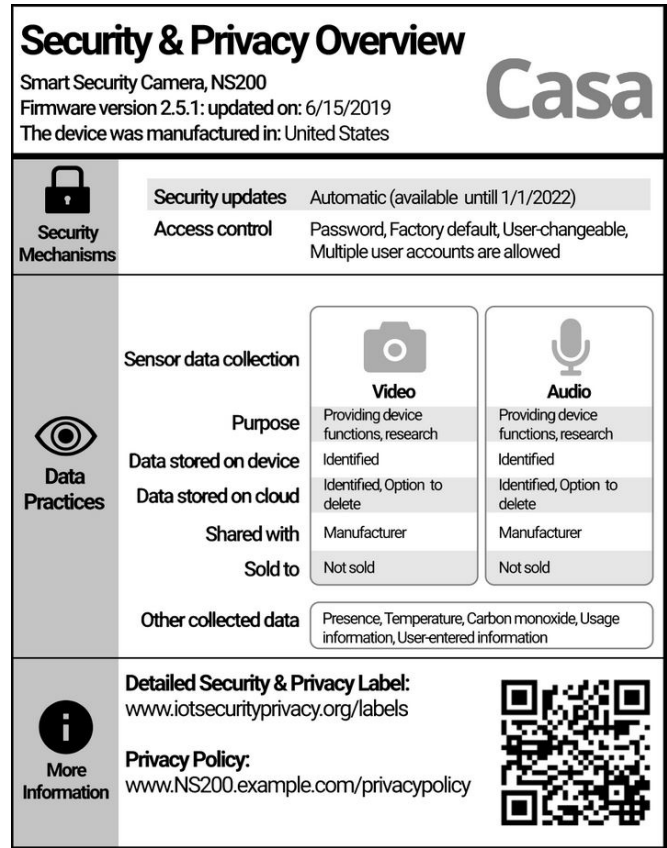 Security & Privacy Overview
Smart Security Camera, NS200
Firmware version 2.5.1: updated on: 6/15/2019
The device was manufactured in: United States
Casa
Security
Mechanisms
Security updates Automatic (available untill 1/1/2022)
Access control Password, Factory default, User-changeable,
Multiple user accounts are allowed
Data
Practices
Sensor data collection
Video Audio
Purpose Providing device functions, research Providing device functions, research
Data stored on device Identified Identified
Data stored on cloud Identified, Option to delete Identified, Option to delete
Shared with Manufacturer Manufacturer
Sold to Not sold Not sold
Other collected data Presence, Temperature, Carbon monoxide, Usage
information, User-entered information
More
Information
Detailed Security & Privacy Label:
www.iotsecurityprivacy.org/labels
Privacy Policy:
www.NS200.example.com/privacypolicy